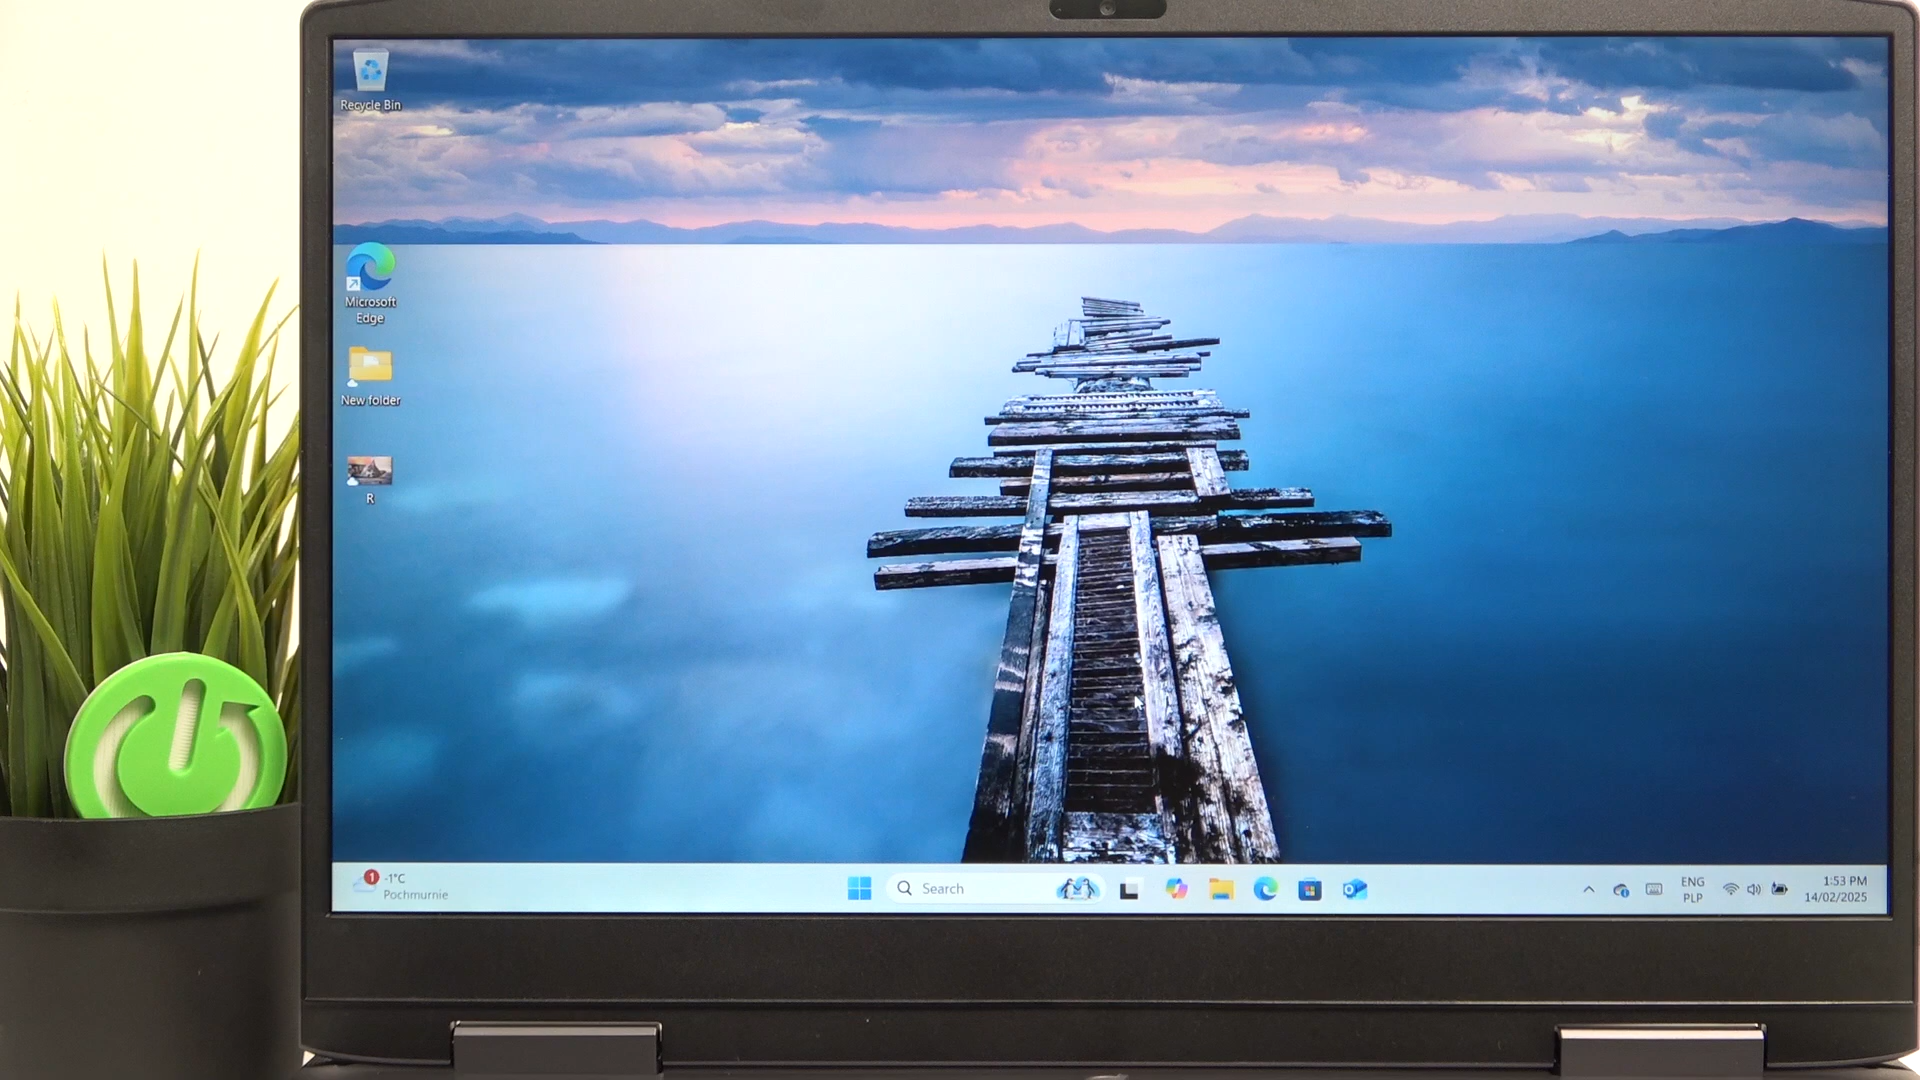 Recycle Bin
Microsoft
Edge
New folder
R
1
-1°C
Pochmurnie
Search
ENG
PLP
1:53 PM
14/02/2025